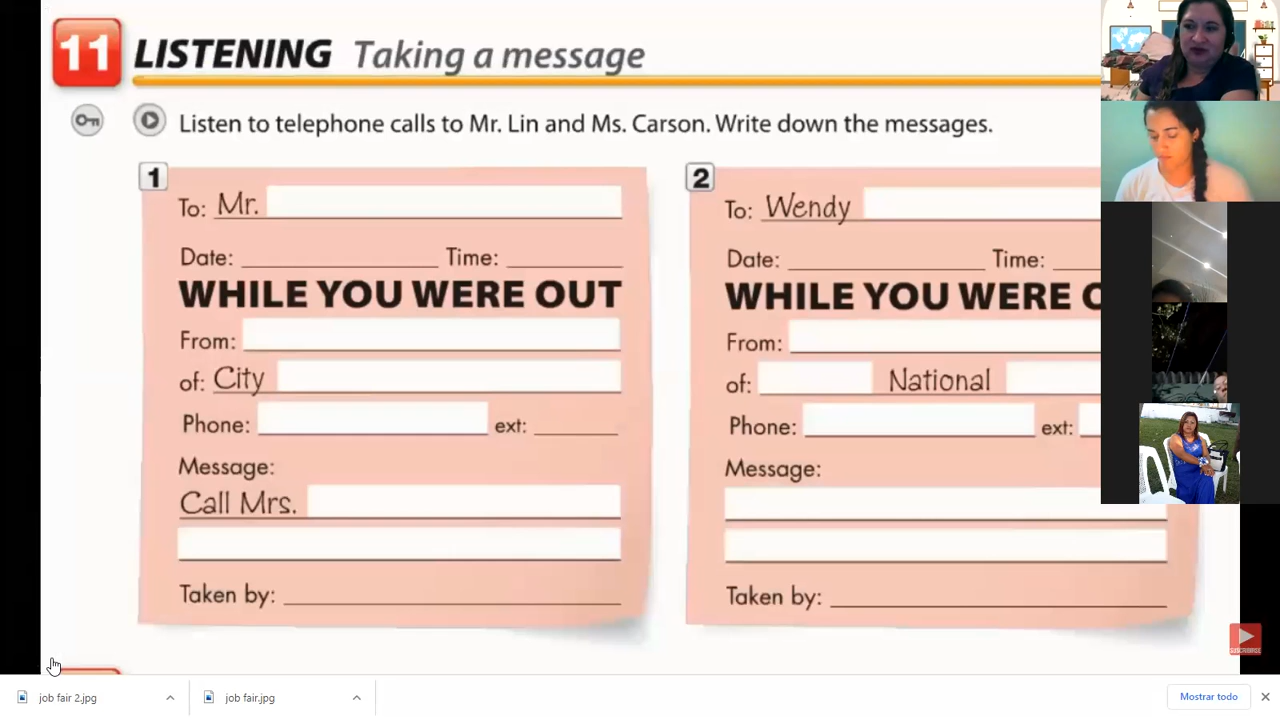 11 LISTENING Taking a message
Listen to telephone calls to Mr. Lin and Ms. Carson. Write down the messages.
1
To: Mr.
Date: Time:
WHILE YOU WERE OUT
From:
of: City
Phone: ext:
Message:
Call Mrs.
Taken by:
2
To: Wendy
Date: Time:
WHILE YOU WERE O
From:
of: National
Phone: ext:
Message:
Taken by:
SUSCRIBIRSE
job fair 2.jpg
job fair.jpg
Mostrar todo